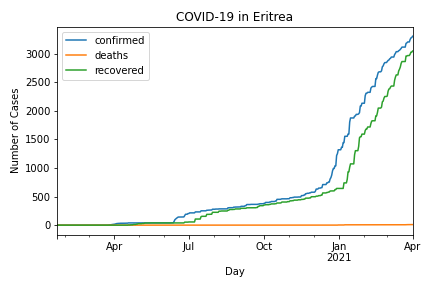 COVID-19 in Eritrea
confirmed
deaths
recovered
Number of Cases
3000
2500
2000
1500
1000
500
0
Apr
Jul
Oct
Jan
2021
Apr
Day